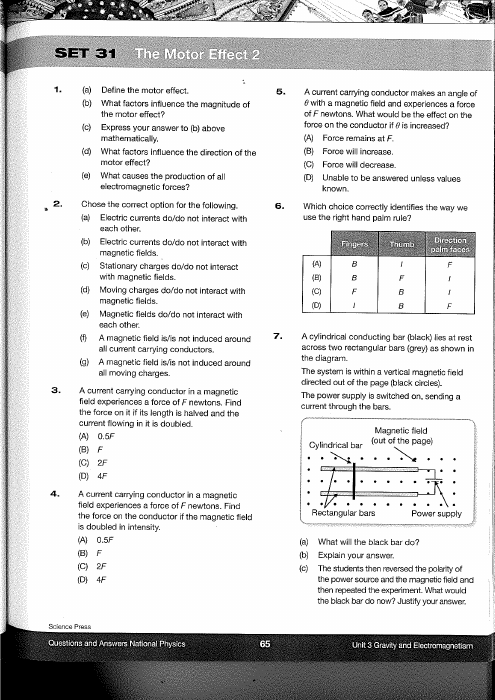 SET 31 The Motor Effect 2
1. (a) Define the motor effect.
(b) What factors influence the magnitude of
the motor effect?
(c) Express your answer to (b) above
mathematically.
(d) What factors influence the direction of the
motor effect?
(e) What causes the production of all
electromagnetic forces?
2. Chose the correct option for the following.
(a) Electric currents do/do not interact with
each other.
(b) Electric currents do/do not interact with
magnetic fields.
(c) Stationary charges do/do not interact
with magnetic fields.
(d) Moving charges do/do not interact with
magnetic fields.
(e) Magnetic fields do/do not interact with
each other.
(f) A magnetic field is/is not induced around
all current carrying conductors.
(g) A magnetic field is/is not induced around
all moving charges.
3. A current carrying conductor in a magnetic
field experiences a force of F newtons. Find
the force on it if its length is halved and the
current flowing in it is doubled.
(A) 0.5F
(B) F
(C) 2F
(D) 4F
4. A current carrying conductor in a magnetic
field experiences a force of F newtons. Find
the force on the conductor if the magnetic field
is doubled in intensity.
(A) 0.5F
(B) F
(C) 2F
(D) 4F
5. A current carrying conductor makes an angle of
θ with a magnetic field and experiences a force
of F newtons. What would be the effect on the
force on the conductor if θ is increased?
(A) Force remains at F.
(B) Force will increase.
(C) Force will decrease.
(D) Unable to be answered unless values
known.
6. Which choice correctly identifies the way we
use the right hand palm rule?
Fingers Thumb Direction
palm faces
(A) B I F
(B) B F I
(C) F B I
(D) I B F
7. A cylindrical conducting bar (black) lies at rest
across two rectangular bars (grey) as shown in
the diagram.
The system is within a vertical magnetic field
directed out of the page (black circles).
The power supply is switched on, sending a
current through the bars.
Magnetic field
(out of the page)
Cylindrical bar
Rectangular bars Power supply
(a) What will the black bar do?
(b) Explain your answer.
(c) The students then reversed the polarity of
the power source and the magnetic field and
then repeated the experiment. What would
the black bar do now? Justify your answer.
Science Press
Questions and Answers National Physics 65 Unit 3 Gravity and Electromagnetism